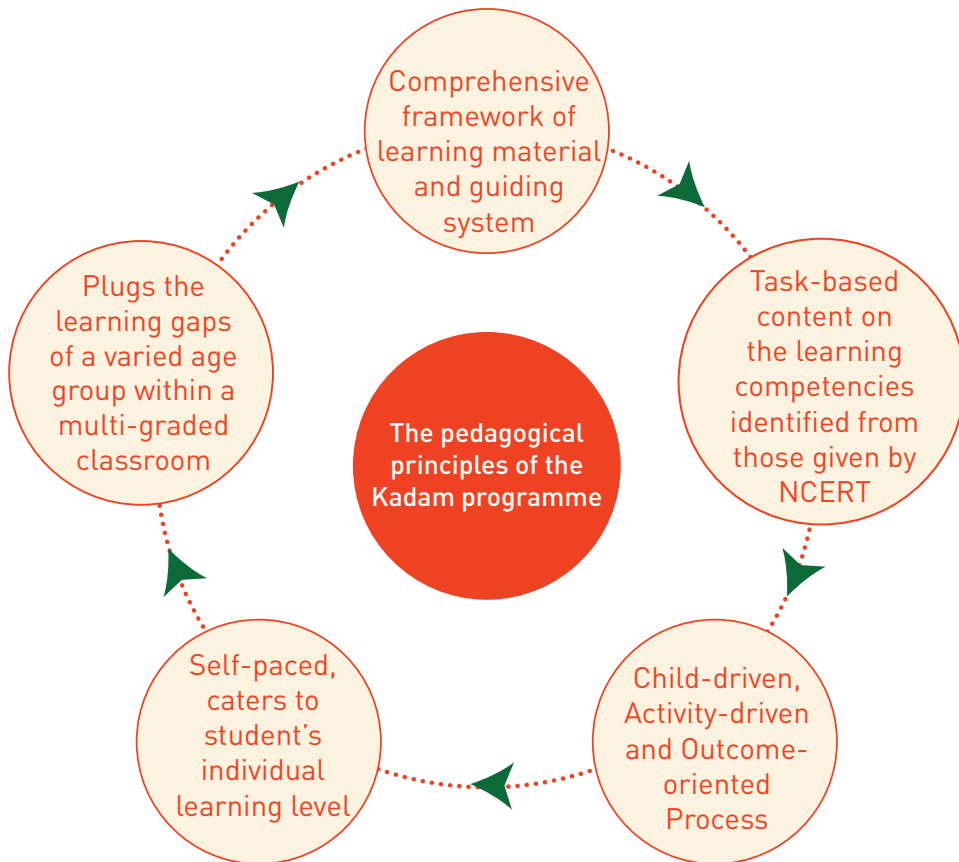 Comprehensive
framework of
learning material
and guiding
system
Task-based
content on
the learning
competencies
identified from
those given by
NCERT
Child-driven,
Activity-driven
and Outcome-
oriented
Process
Self-paced,
caters to
student’s
individual
learning level
Plugs the
learning gaps
of a varied age
group within a
multi-graded
classroom
The pedagogical
principles of the
Kadam programme